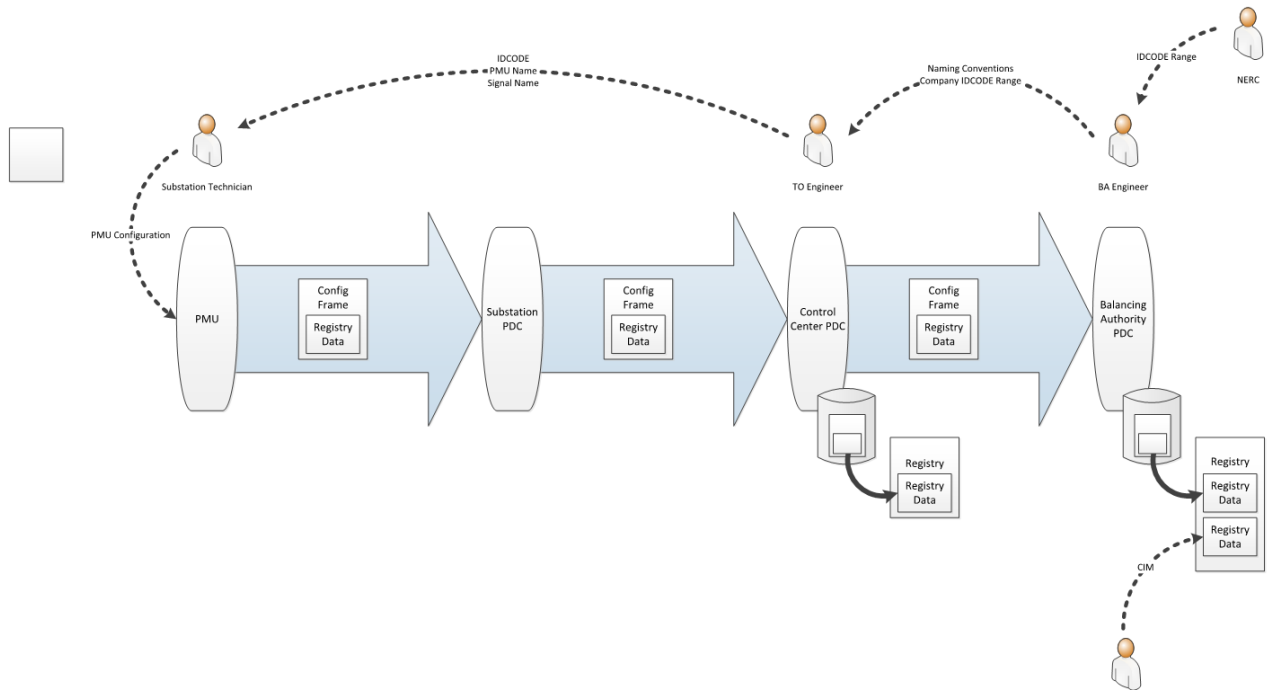 IDCODE
PMU Name
Signal Name
Naming Conventions
Company IDCODE Range
IDCODE Range
NERC
Substation Technician
TO Engineer
BA Engineer
PMU Configuration
PMU
Config
Frame
Registry
Data
Substation
PDC
Config
Frame
Registry
Data
Control
Center PDC
Config
Frame
Registry
Data
Balancing
Authority
PDC
Registry
Registry
Data
Registry
Registry
Data
Registry
Data
CIM